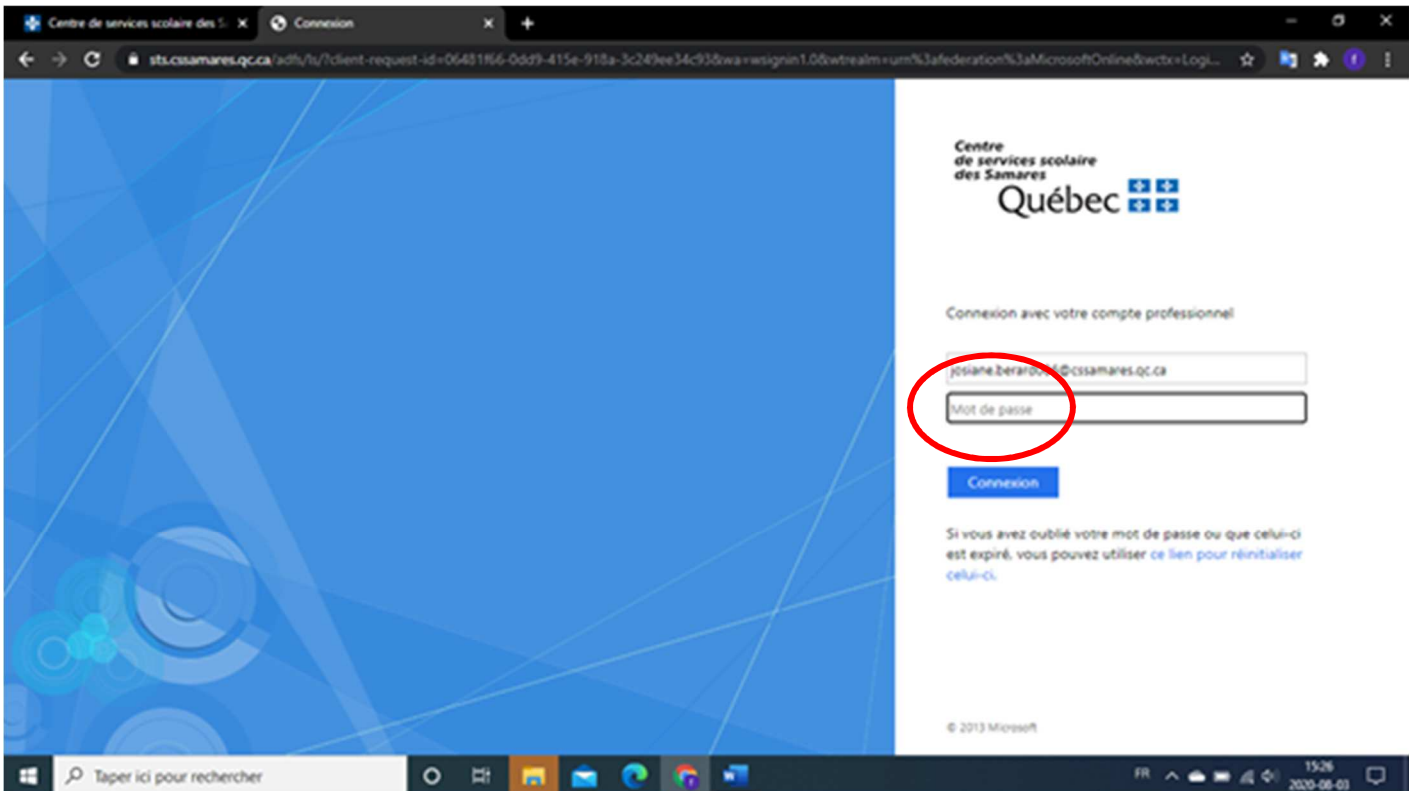 Centre de services scolaire des S
Connexion
sts.cssamares.qc.ca/adfs/ls/?client-request-id=06481f66-0dd9-415e-918a-3c249ee34c93&wa=wsignin1.0&wtrealm=urn%3afederation%3aMicrosoftOnline&wctx=Logi...
Centre
de services scolaire
des Samares
Québec
Connexion avec votre compte professionnel
Mot de passe
Connexion
Si vous avez oublié votre mot de passe ou que celui-ci
est expiré, vous pouvez utiliser ce lien pour réinitialiser
celui-ci.
© 2013 Microsoft
Taper ici pour rechercher
FR
15:26
2020-08-03